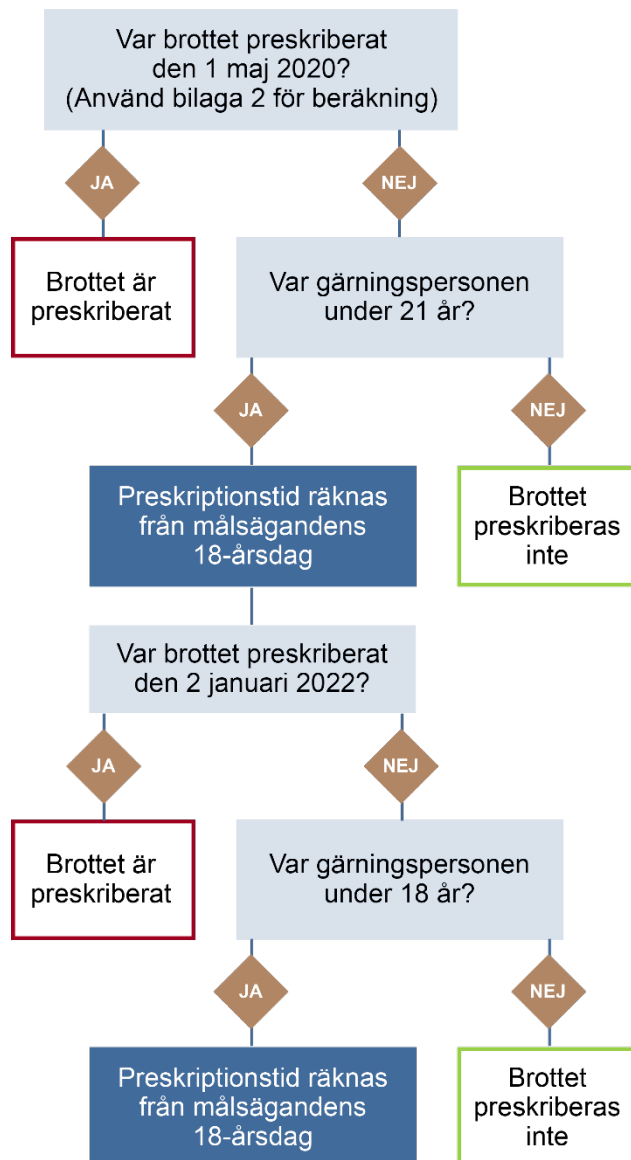 Var brottet preskriberat
den 1 maj 2020?
(Använd bilaga 2 för beräkning)
JA
NEJ
Brottet är
preskriberat
Var gärningspersonen
under 21 år?
JA
NEJ
Preskriptionstid räknas
från målsägandens
18-årsdag
Brottet
preskriberas
inte
Var brottet preskriberat
den 2 januari 2022?
JA
NEJ
Brottet är
preskriberat
Var gärningspersonen
under 18 år?
JA
NEJ
Preskriptionstid räknas
från målsägandens
18-årsdag
Brottet
preskriberas
inte